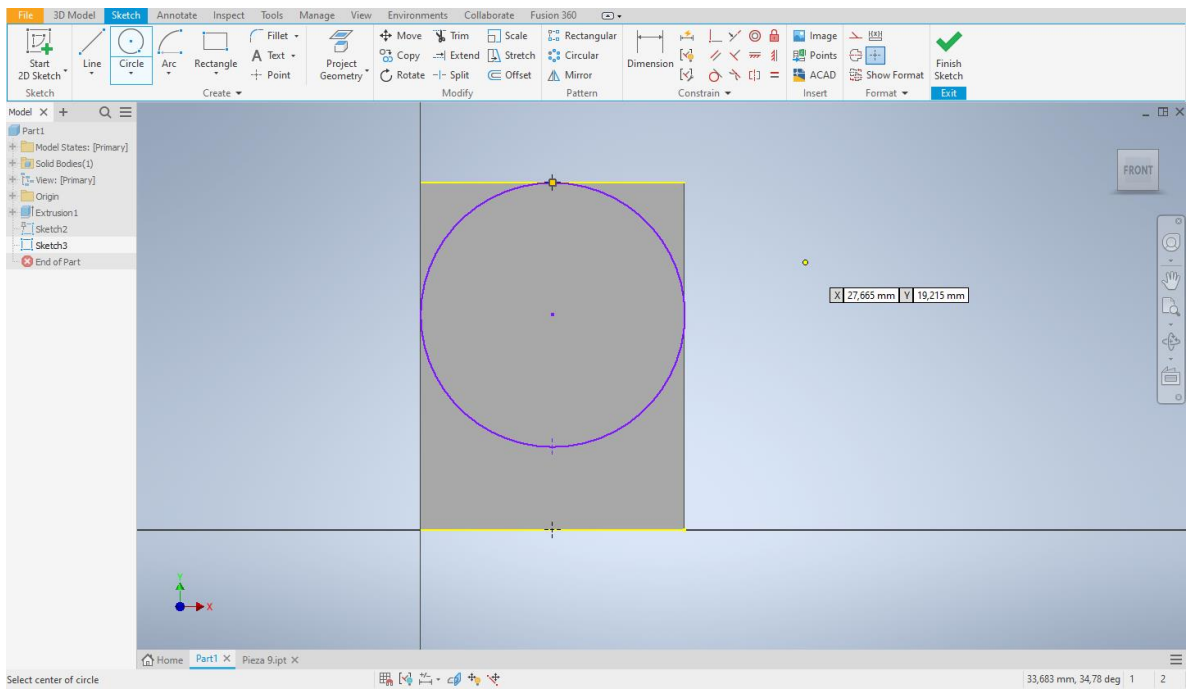 File 3D Model Sketch Annotate Inspect Tools Manage View Environments Collaborate Fusion 360
Start 2D Sketch
Line
Circle
Arc
Rectangle
Fillet
Text
Point
Project Geometry
Move
Copy
Rotate
Trim
Extend
Split
Scale
Stretch
Offset
Rectangular
Circular
Mirror
Dimension
Image
Points
ACAD
Show Format
Finish Sketch
Sketch Create Modify Pattern Constrain Insert Format Exit
Model
Part1
Model States: [Primary]
Solid Bodies(1)
View: [Primary]
Origin
Extrusion1
Sketch2
Sketch3
End of Part
FRONT
X 27,665 mm Y 19,215 mm
Y
X
Home Part1 Pieza 9.ipt
Select center of circle 33,683 mm, 34,78 deg 1 2